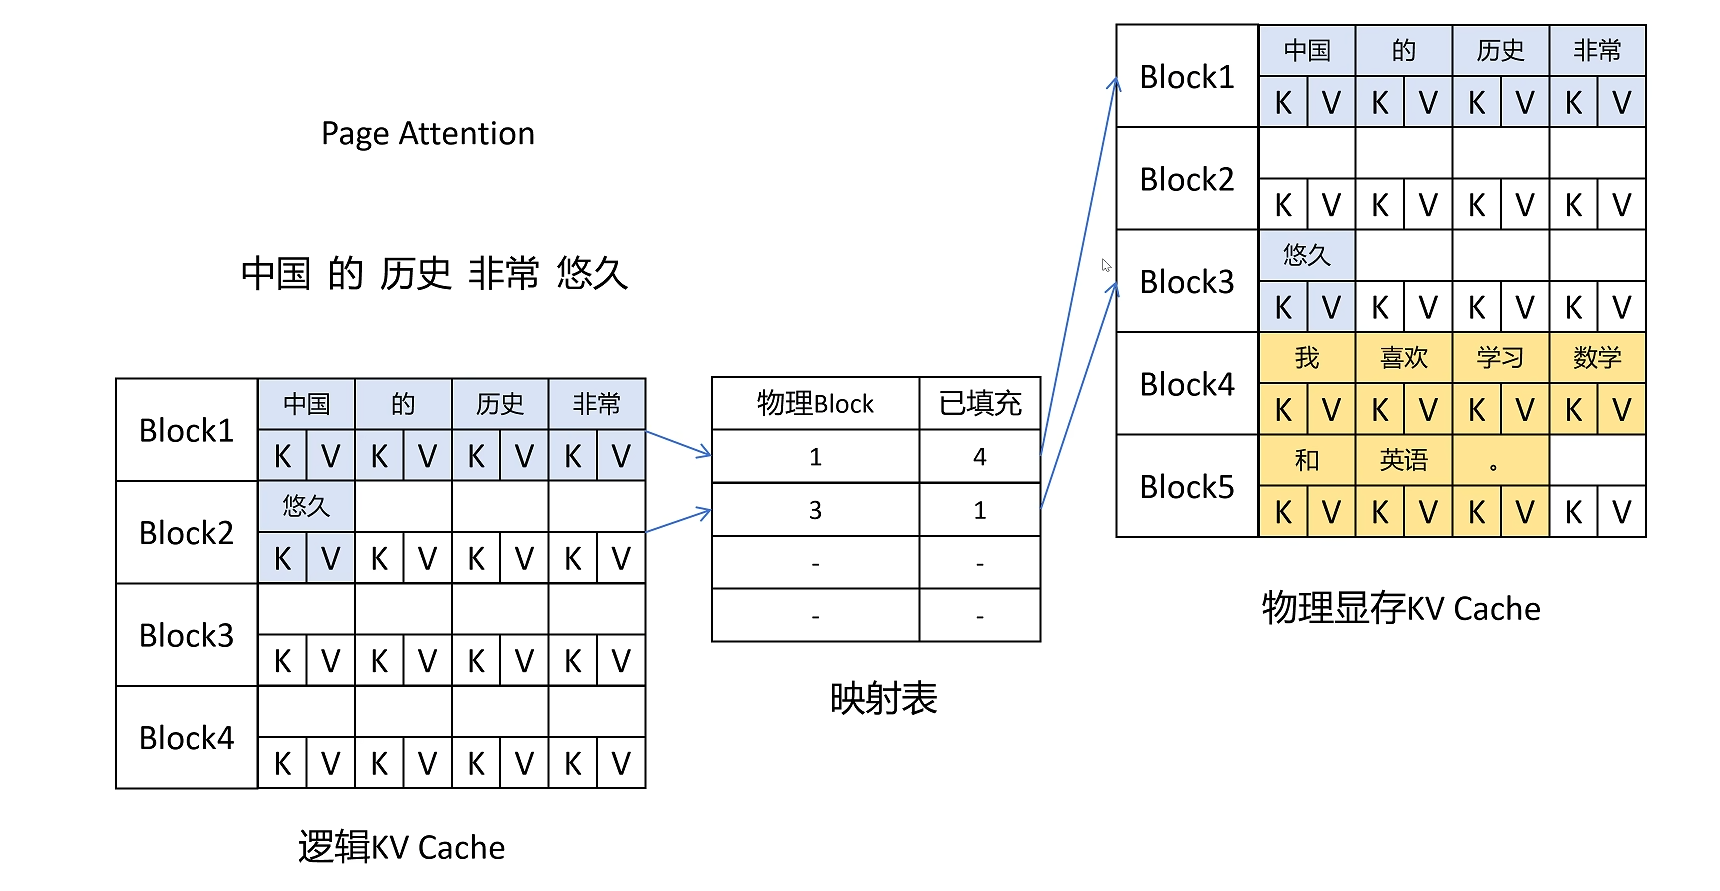 Page Attention
中国 的 历史 非常 悠久
Block1 中国 的 历史 非常
K V K V K V K V
Block2 悠久
K V K V K V K V
Block3
K V K V K V K V
Block4
K V K V K V K V
逻辑KV Cache
物理Block 已填充
1 4
3 1
- -
- -
映射表
Block1 中国 的 历史 非常
K V K V K V K V
Block2
K V K V K V K V
Block3 悠久
K V K V K V K V
Block4 我 喜欢 学习 数学
K V K V K V K V
Block5 和 英语 。
K V K V K V K V
物理显存KV Cache